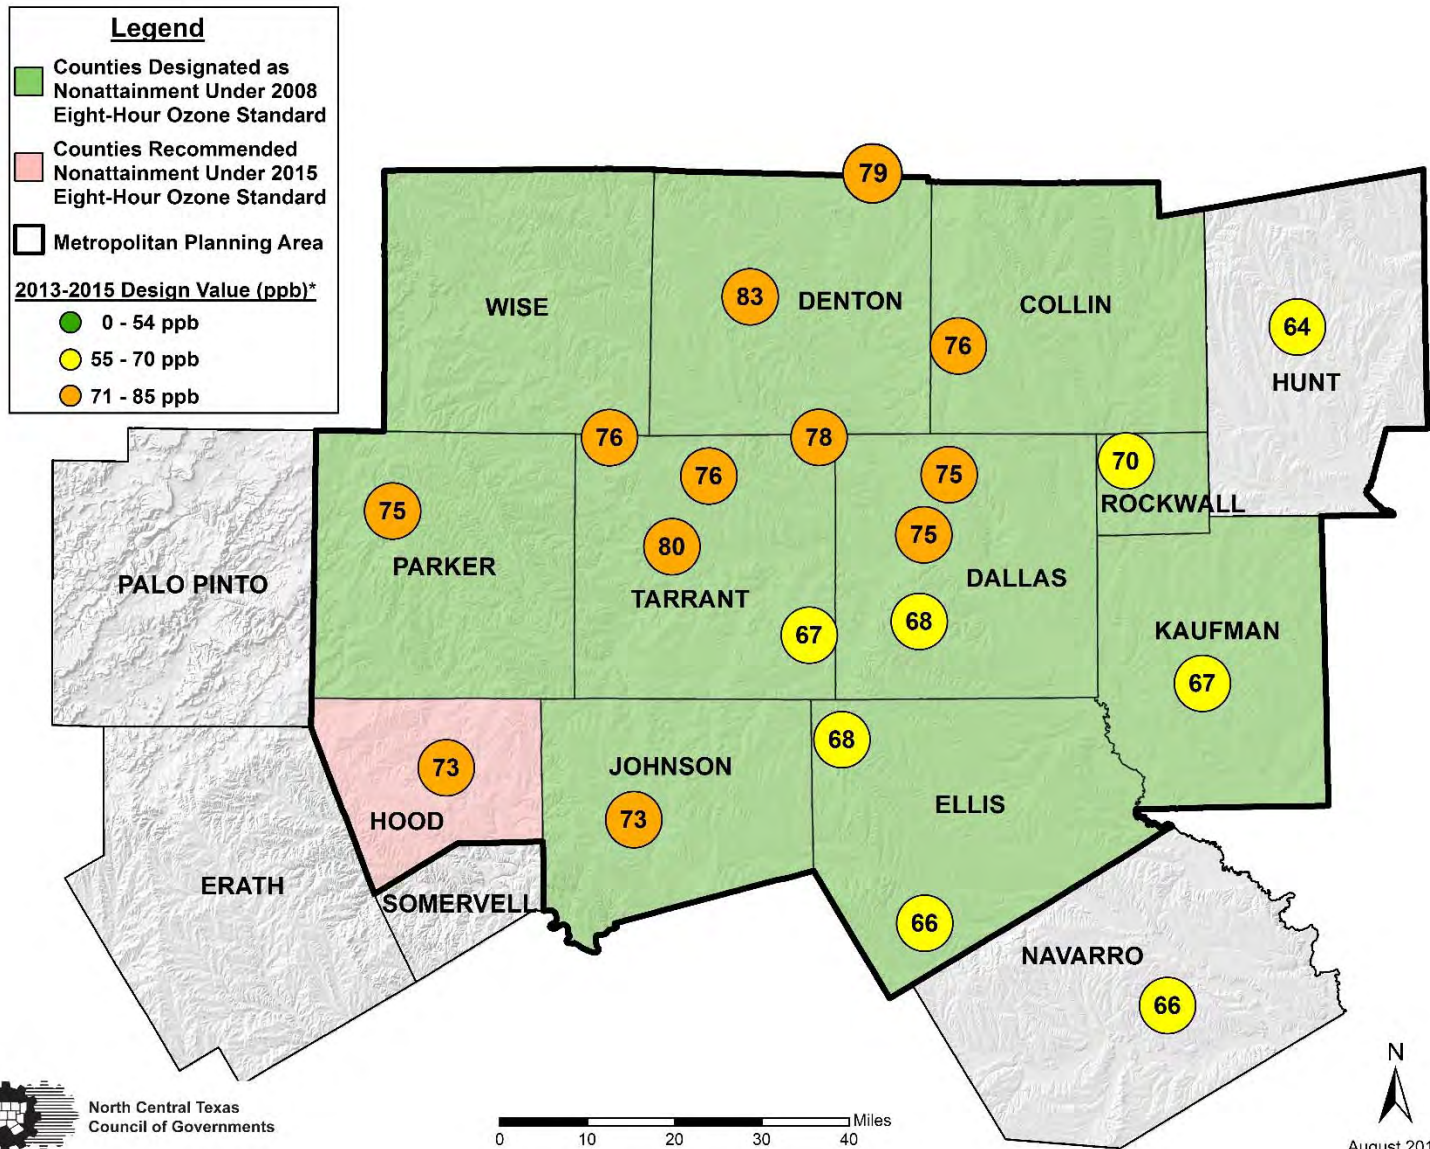 Legend
Counties Designated as
Nonattainment Under 2008
Eight-Hour Ozone Standard
Counties Recommended
Nonattainment Under 2015
Eight-Hour Ozone Standard
Metropolitan Planning Area
2013-2015 Design Value (ppb)*
0 - 54 ppb
55 - 70 ppb
71 - 85 ppb
79
WISE
83
DENTON
COLLIN
76
64
HUNT
76
78
76
75
70
ROCKWALL
75
80
75
PARKER
TARRANT
DALLAS
PALO PINTO
67
68
KAUFMAN
67
73
HOOD
JOHNSON
73
68
ELLIS
ERATH
SOMERVELL
66
NAVARRO
66
North Central Texas
Council of Governments
0 10 20 30 40 Miles
N
August